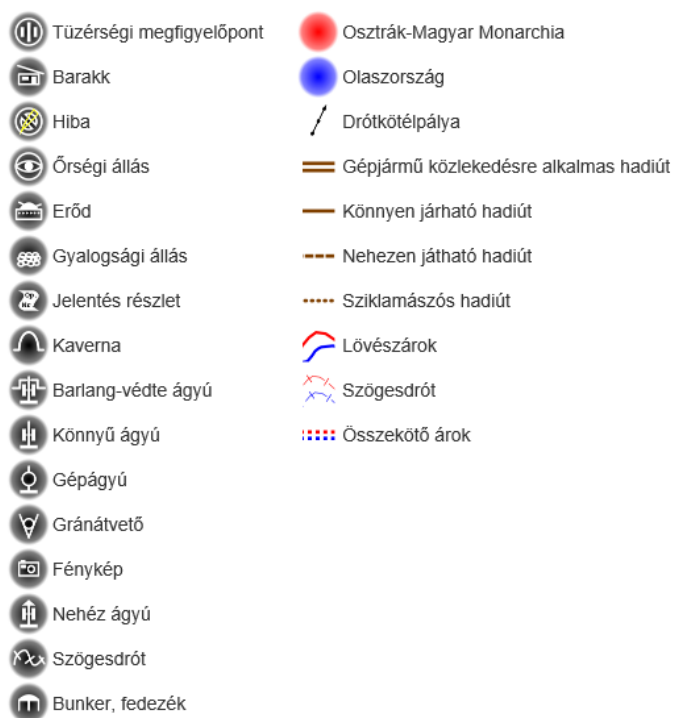 Tüzérségi megfigyelőpont
Barakk
Hiba
Őrségi állás
Erőd
Gyalogsági állás
Jelentés részlet
Kaverna
Barlang-védte ágyú
Könnyű ágyú
Gépágyú
Gránátvető
Fénykép
Nehéz ágyú
Szögesdrót
Bunker, fedezék
Osztrák-Magyar Monarchia
Olaszország
Drótkötélpálya
Gépjármű közlekedésre alkalmas hadiút
Könnyen járható hadiút
Nehezen játható hadiút
Sziklamászós hadiút
Lövészárok
Szögesdrót
Összekötő árok